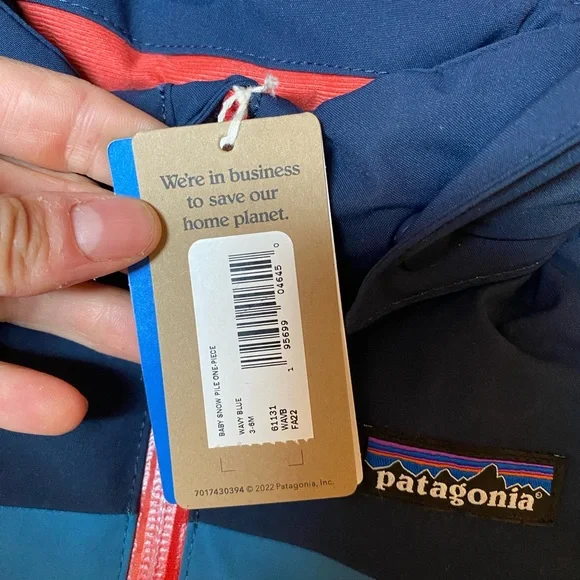 We're in business
to save our
home planet.
BABY SNOW PILE ONE-PIECE
WAVY BLUE
3-6M
1 95699 04645 0
61131
WAVB
FA22
7017430394 © 2022 Patagonia, Inc.
patagonia®